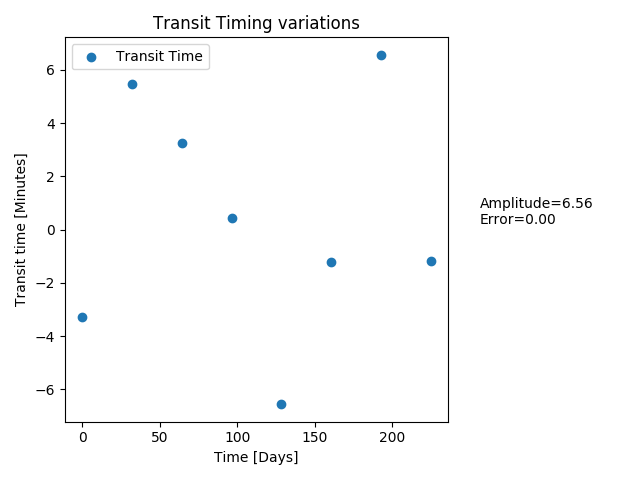 Transit Timing variations
Transit Time
6
4
2
0
−2
−4
−6
Transit time [Minutes]
0
50
100
150
200
Time [Days]
Amplitude=6.56
Error=0.00